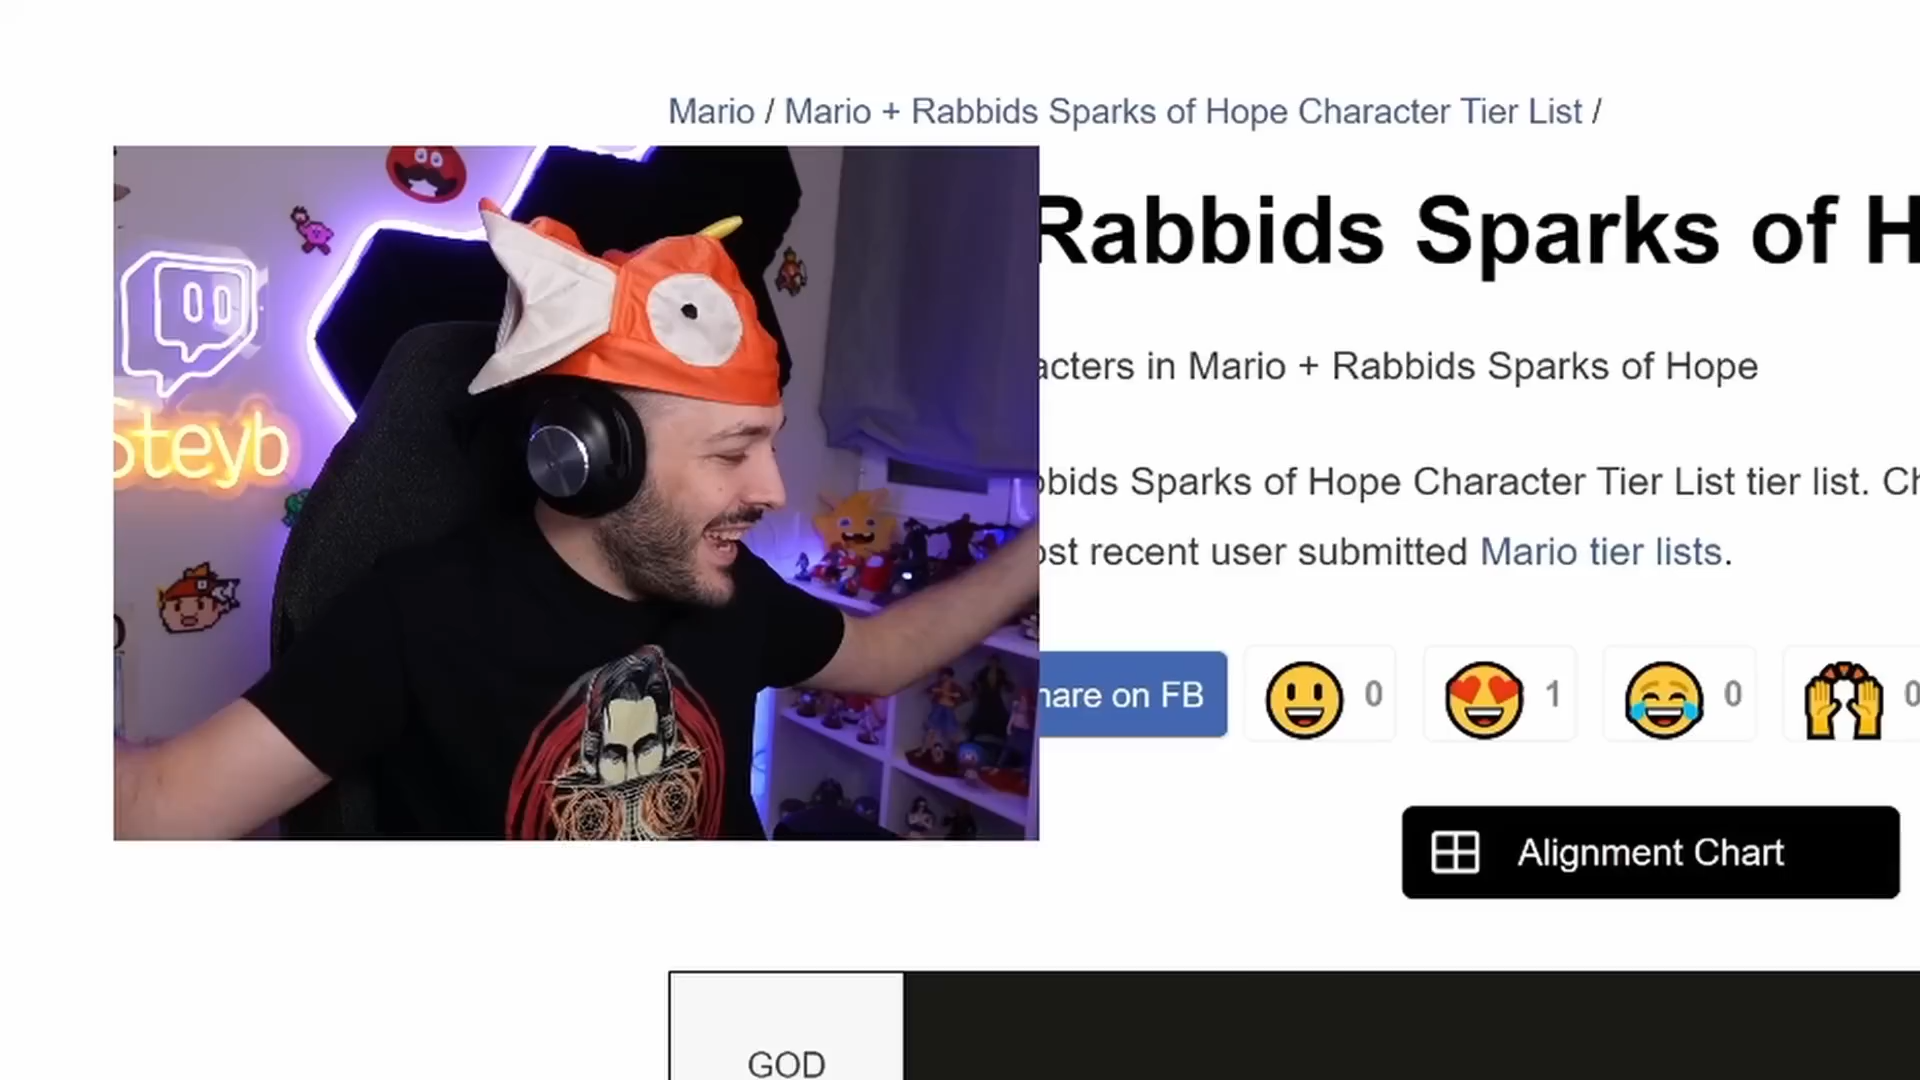 Mario / Mario + Rabbids Sparks of Hope Character Tier List /
Rabbids Sparks of H
acters in Mario + Rabbids Sparks of Hope
bbids Sparks of Hope Character Tier List tier list. Ch
ost recent user submitted Mario tier lists.
Steyb
hare on FB
0
1
0
0
Alignment Chart
GOD